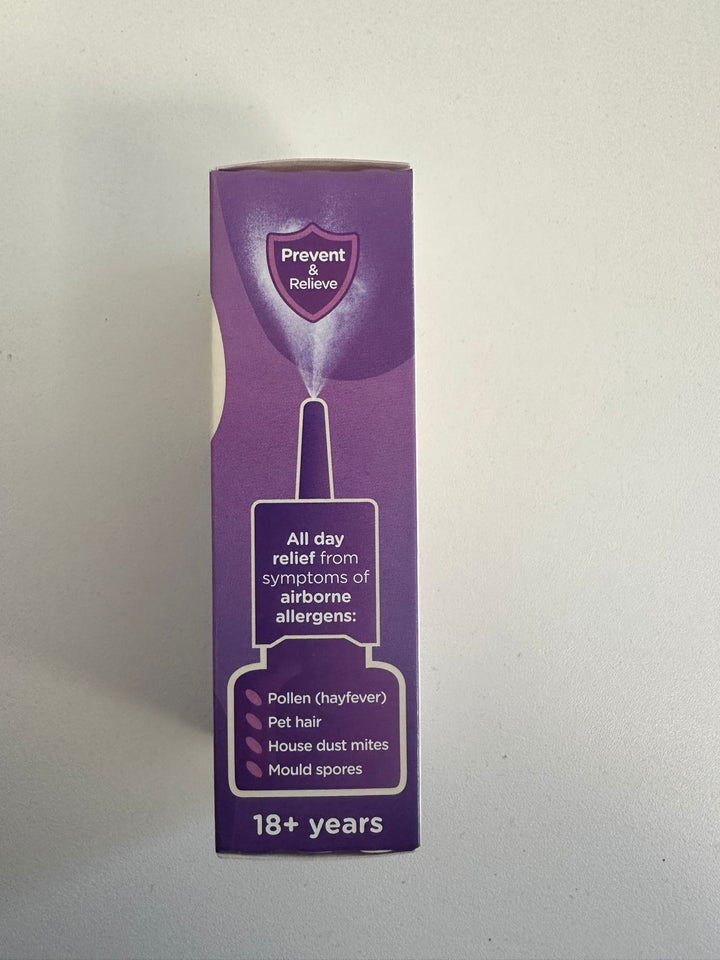 Prevent
&
Relieve
All day
relief from
symptoms of
airborne
allergens:
Pollen (hayfever)
Pet hair
House dust mites
Mould spores
18+ years